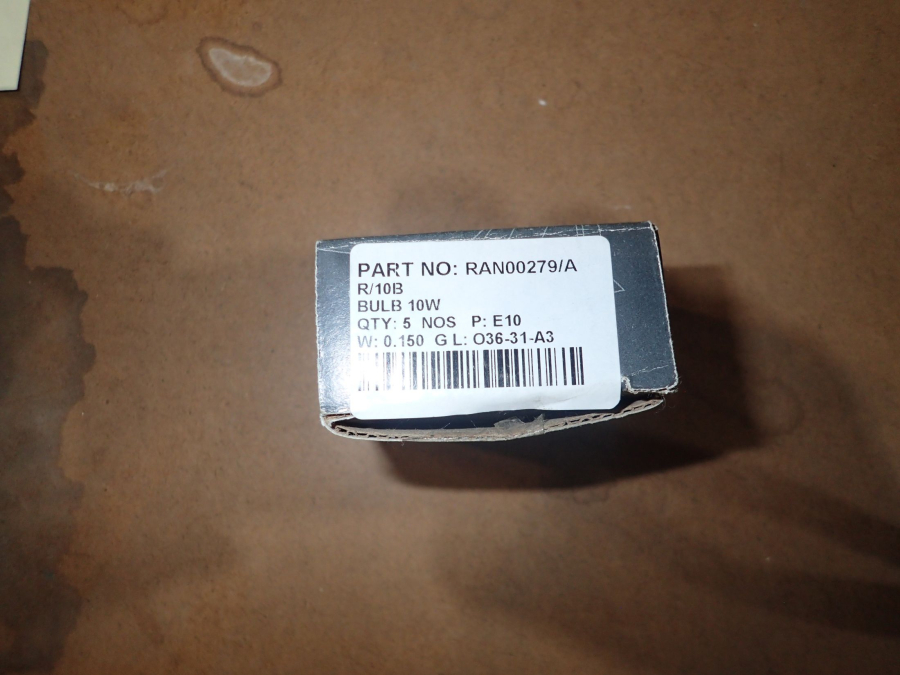 PART NO: RAN00279/A
R/10B
BULB 10W
QTY: 5 NOS P: E10
W: 0.150 G L: O36-31-A3